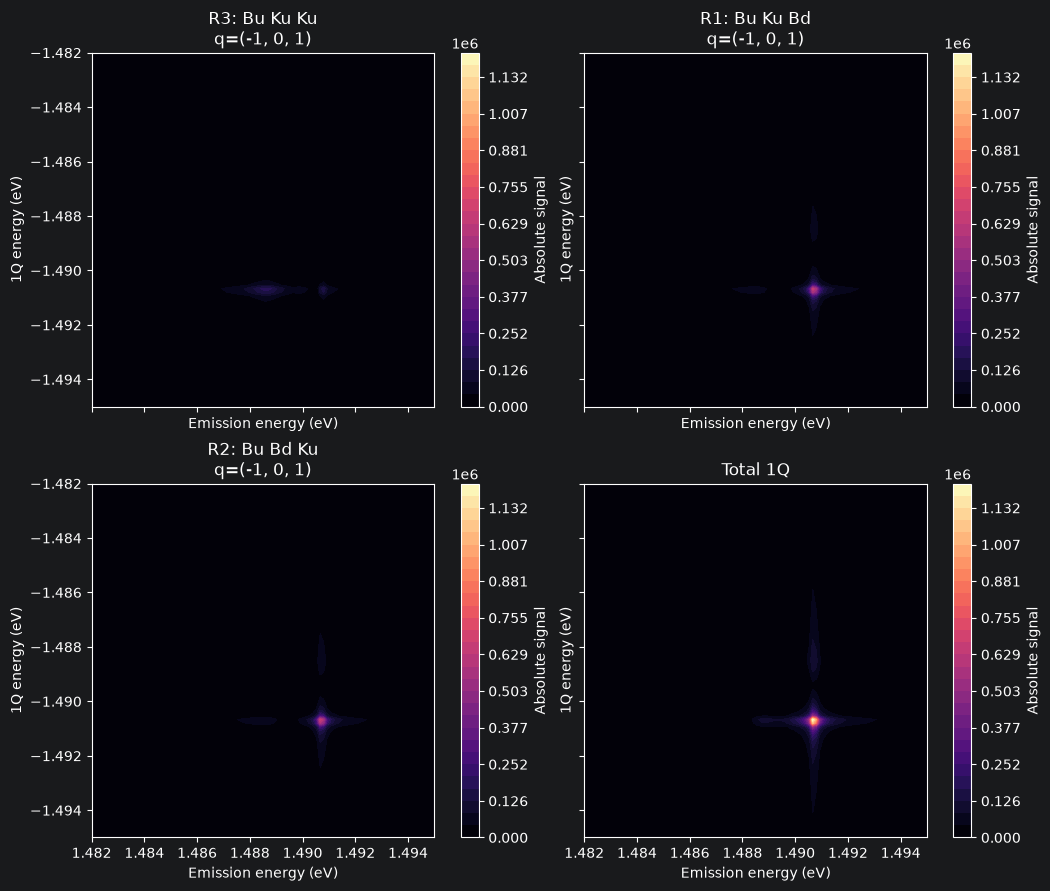 R3: Bu Ku Ku
q=(-1, 0, 1)
1e6
−1.482
−1.484
−1.486
−1.488
−1.490
−1.492
−1.494
1Q energy (eV)
Emission energy (eV)
1.132
1.007
0.881
0.755
0.629
0.503
0.377
0.252
0.126
0.000
Absolute signal
R1: Bu Ku Bd
q=(-1, 0, 1)
1e6
1Q energy (eV)
Emission energy (eV)
1.132
1.007
0.881
0.755
0.629
0.503
0.377
0.252
0.126
0.000
Absolute signal
R2: Bu Bd Ku
q=(-1, 0, 1)
1e6
−1.482
−1.484
−1.486
−1.488
−1.490
−1.492
−1.494
1Q energy (eV)
1.482 1.484 1.486 1.488 1.490 1.492 1.494
Emission energy (eV)
1.132
1.007
0.881
0.755
0.629
0.503
0.377
0.252
0.126
0.000
Absolute signal
Total 1Q
1e6
1Q energy (eV)
1.482 1.484 1.486 1.488 1.490 1.492 1.494
Emission energy (eV)
1.132
1.007
0.881
0.755
0.629
0.503
0.377
0.252
0.126
0.000
Absolute signal